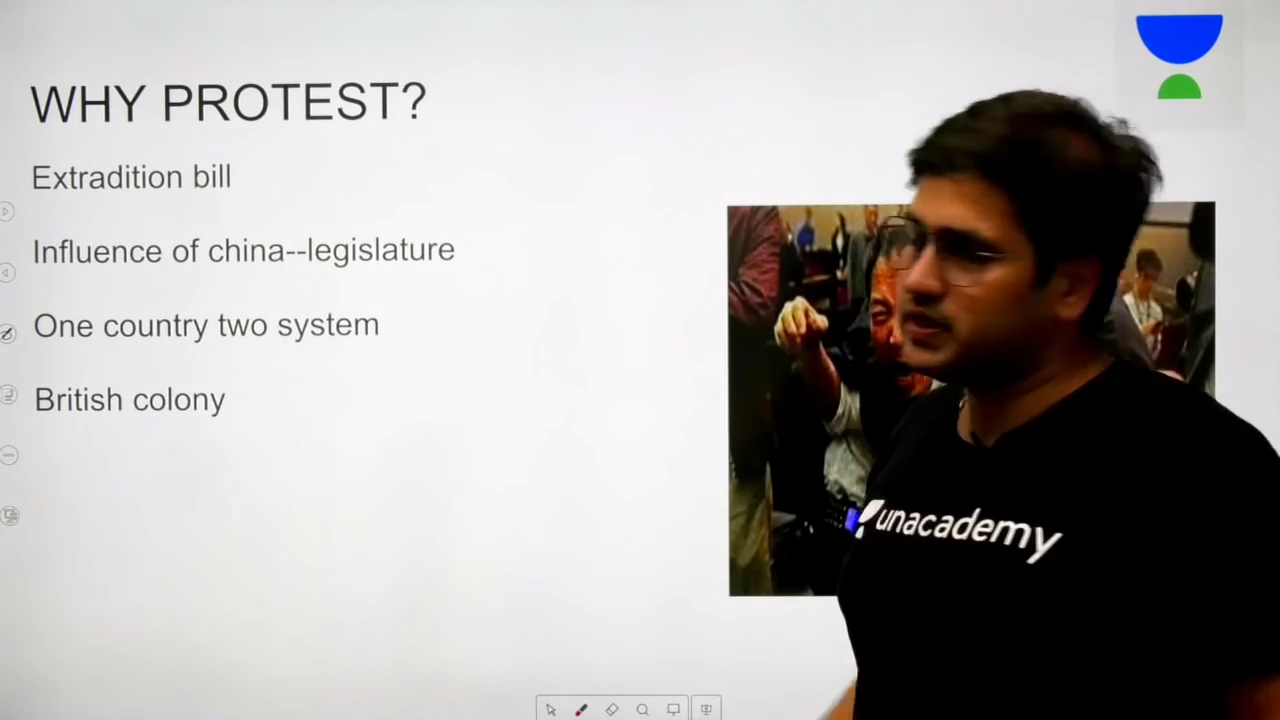 WHY PROTEST?
Extradition bill
Influence of china--legislature
One country two system
British colony
unacademy